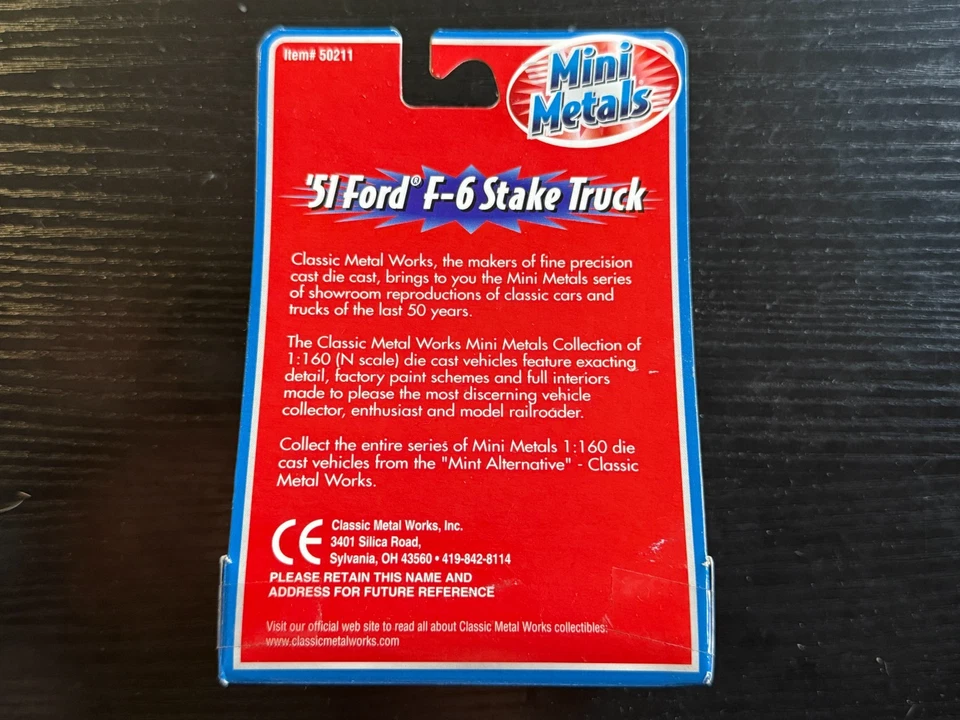 Item# 50211
Mini
Metals
'51 Ford® F-6 Stake Truck
Classic Metal Works, the makers of fine precision
cast die cast, brings to you the Mini Metals series
of showroom reproductions of classic cars and
trucks of the last 50 years.
The Classic Metal Works Mini Metals Collection of
1:160 (N scale) die cast vehicles feature exacting
detail, factory paint schemes and full interiors
made to please the most discerning vehicle
collector, enthusiast and model railroader.
Collect the entire series of Mini Metals 1:160 die
cast vehicles from the "Mint Alternative" - Classic
Metal Works.
CE
Classic Metal Works, Inc.
3401 Silica Road,
Sylvania, OH 43560 • 419-842-8114
PLEASE RETAIN THIS NAME AND
ADDRESS FOR FUTURE REFERENCE
Visit our official web site to read all about Classic Metal Works collectibles:
www.classicmetalworks.com